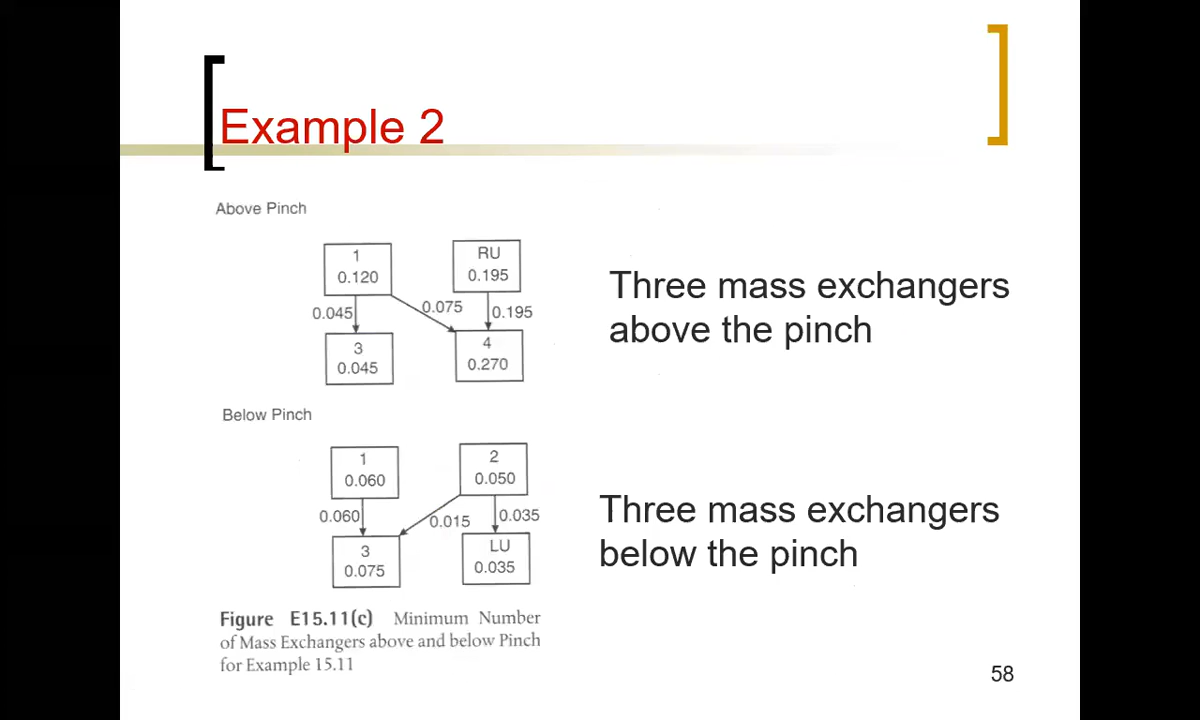 Example 2
Above Pinch
1
0.120
RU
0.195
0.045
0.075
0.195
3
0.045
4
0.270
Three mass exchangers
above the pinch
Below Pinch
1
0.060
2
0.050
0.060
0.015
0.035
3
0.075
LU
0.035
Three mass exchangers
below the pinch
Figure E15.11(c) Minimum Number
of Mass Exchangers above and below Pinch
for Example 15.11
58